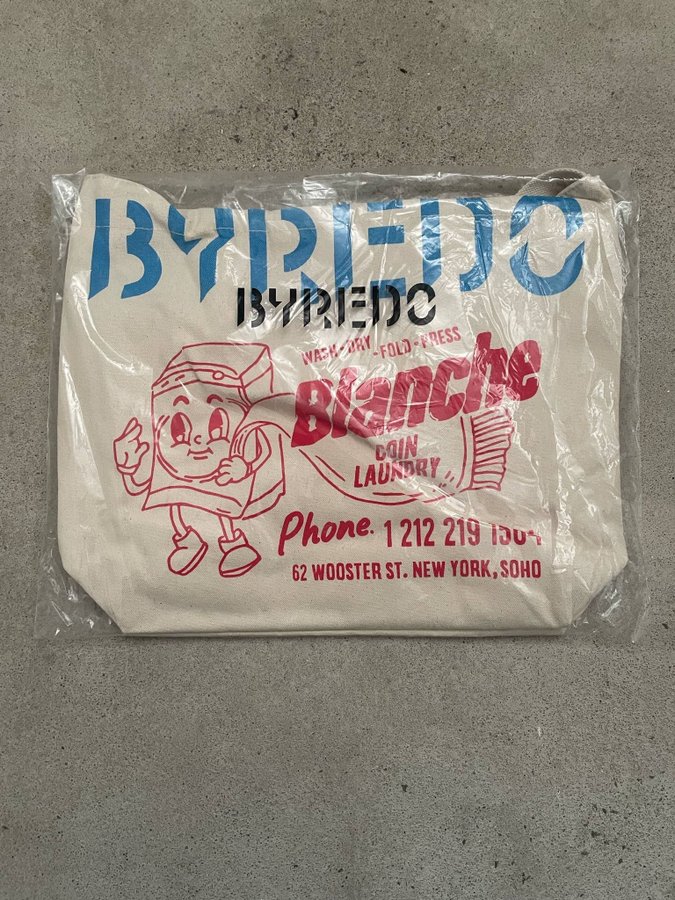 BYREDO
BYREDO
WASH - DRY - FOLD - PRESS
Blanche
COIN
LAUNDRY
Phone. 1 212 219
62 WOOSTER ST. NEW YORK, SOHO